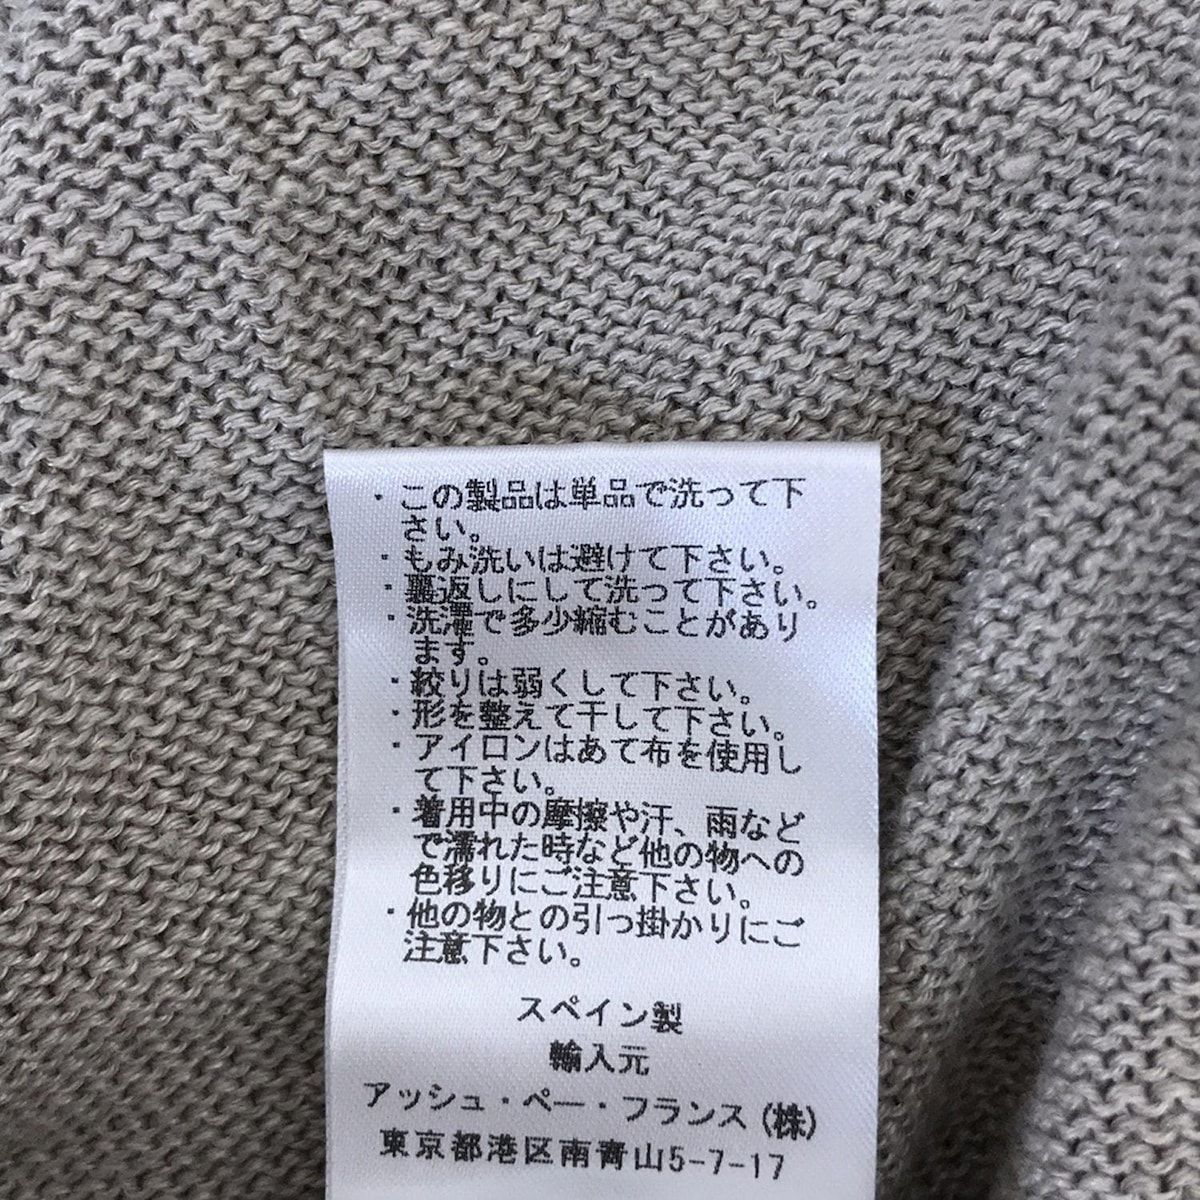 ・この製品は単品で洗って下
さい。
・もみ洗いは避けて下さい。
・裏返しにして洗って下さい。
・洗濯で多少縮むことがあり
ます。
・絞りは弱くして下さい。
・形を整えて干して下さい。
・アイロンはあて布を使用し
て下さい。
・着用中の摩擦や汗、雨など
で濡れた時など他の物への
色移りにご注意下さい。
・他の物との引っ掛かりにご
注意下さい。
スペイン製
輸入元
アッシュ・ペー・フランス(株)
東京都港区南青山5-7-17